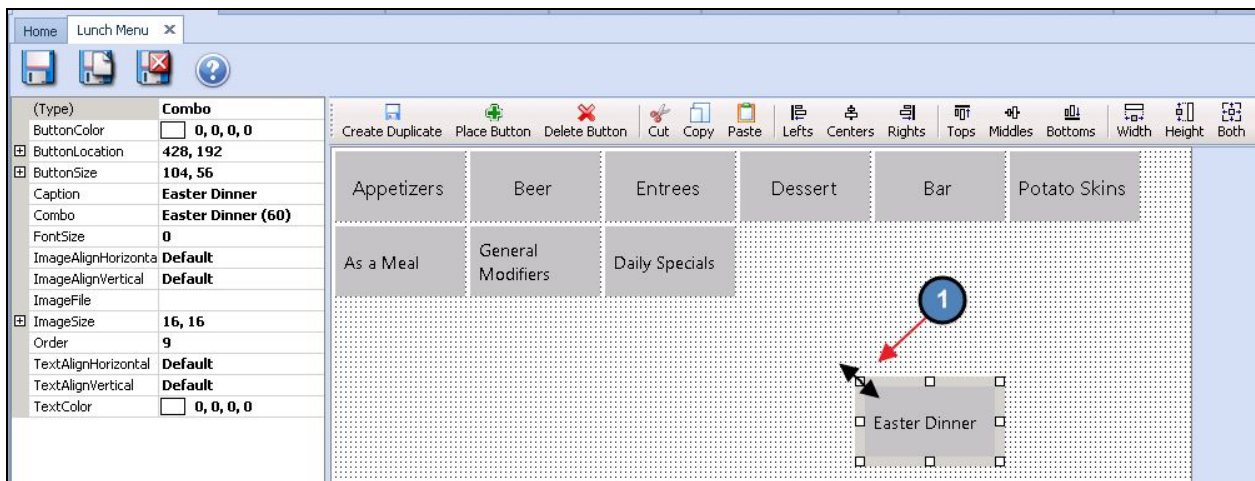 Home Lunch Menu
(Type) Combo
ButtonColor 0, 0, 0, 0
ButtonLocation 428, 192
ButtonSize 104, 56
Caption Easter Dinner
Combo Easter Dinner (60)
FontSize 0
ImageAlignHorizonta Default
ImageAlignVertical Default
ImageFile
ImageSize 16, 16
Order 9
TextAlignHorizontal Default
TextAlignVertical Default
TextColor 0, 0, 0, 0
Create Duplicate Place Button Delete Button Cut Copy Paste Lefts Centers Rights Tops Middles Bottoms Width Height Both
Appetizers Beer Entrees Dessert Bar Potato Skins
As a Meal General Modifiers Daily Specials
1
Easter Dinner